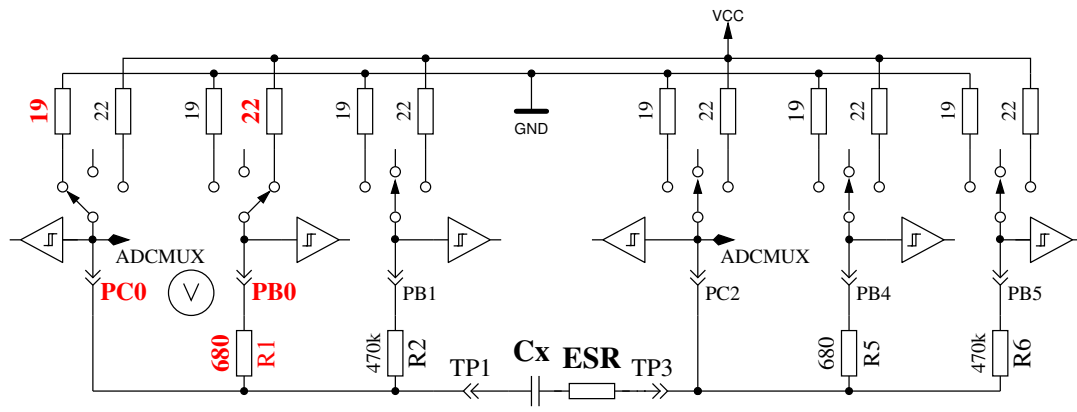 VCC
19
22
19
22
19
22
GND
19
22
19
22
19
22
ADCMUX
ADCMUX
PC0
V
PB0
PB1
PC2
PB4
PB5
680
R1
470k
R2
680
R5
470k
R6
TP1
Cx
ESR
TP3